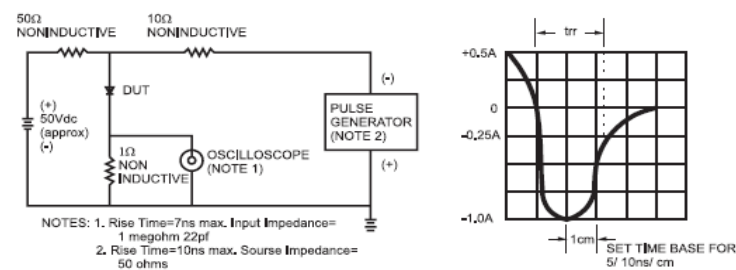 50Ω
NONINDUCTIVE
10Ω
NONINDUCTIVE
DUT
(+)
50Vdc
(approx)
(-)
1Ω
NON
INDUCTIVE
OSCILLOSCOPE
(NOTE 1)
(-)
PULSE
GENERATOR
(NOTE 2)
(+)
NOTES: 1. Rise Time=7ns max. Input Impedance=
1 megohm 22pf
2. Rise Time=10ns max. Sourse Impedance=
50 ohms
trr
+0.5A
0
-0.25A
-1.0A
1cm
SET TIME BASE FOR
5/ 10ns/ cm